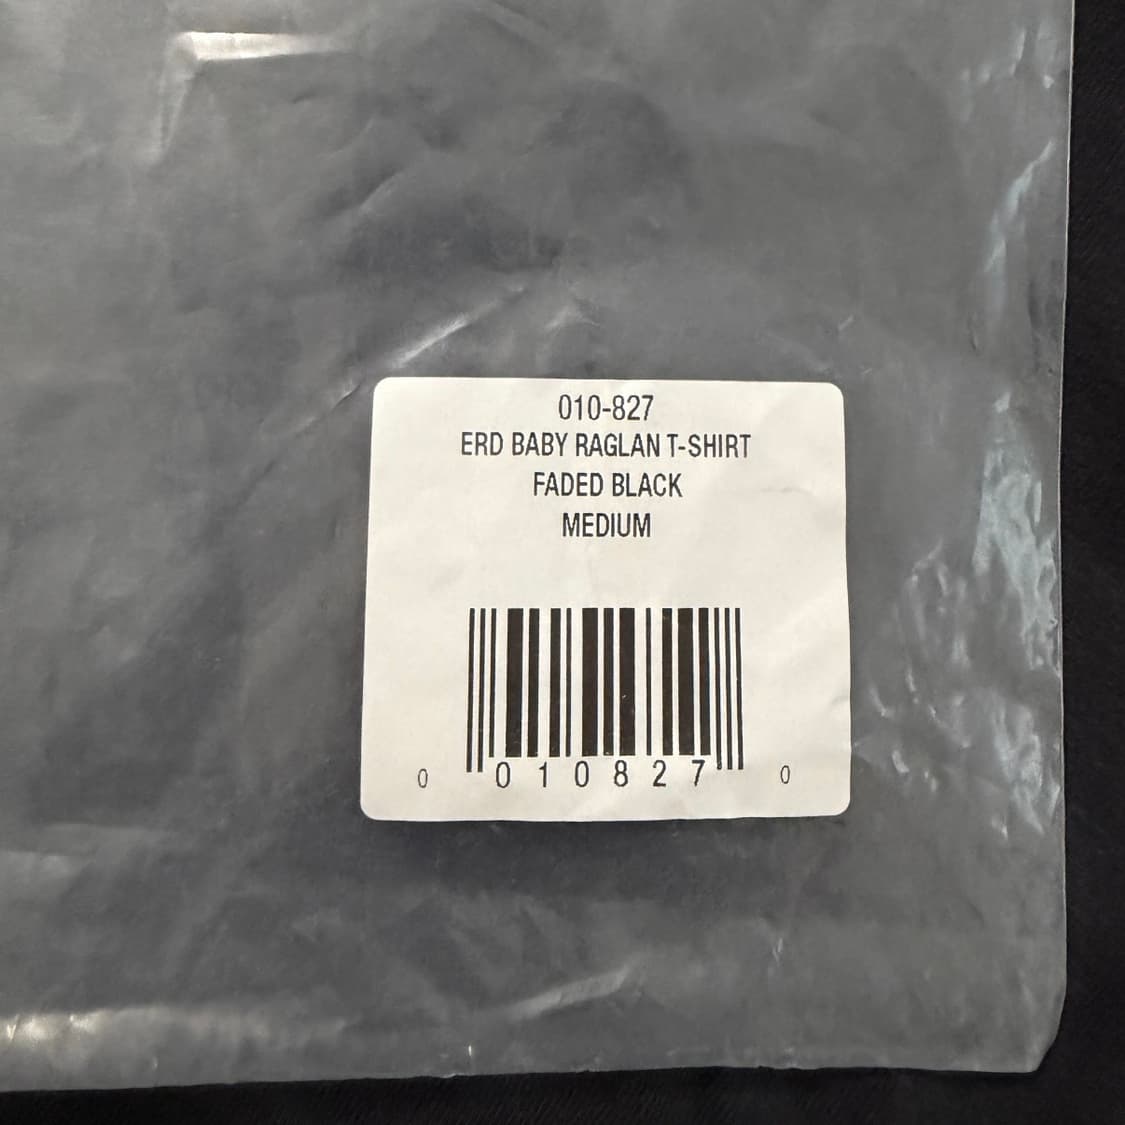 010-827
ERD BABY RAGLAN T-SHIRT
FADED BLACK
MEDIUM
0 010827 0